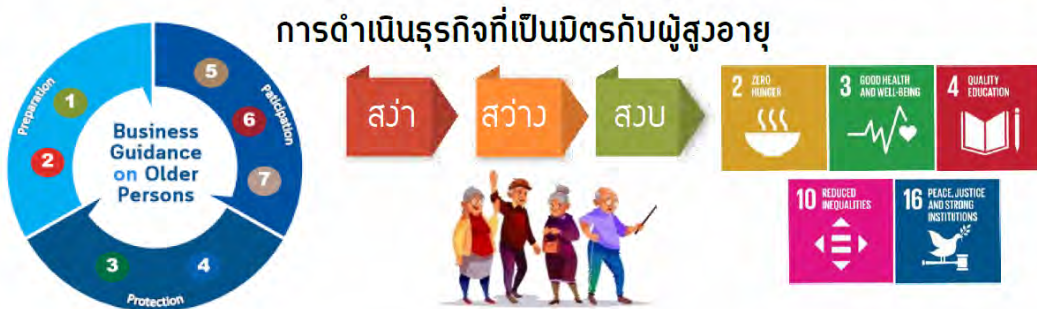 การดำเนินธุรกิจที่เป็นมิตรกับผู้สูงอายุ
Preparation
1
2
Paticipation
5
6
7
Business
Guidance
on Older
Persons
3
4
Protection
สง่า
สว่าง
สงบ
2 ZERO
HUNGER
3 GOOD HEALTH
AND WELL-BEING
4 QUALITY
EDUCATION
10 REDUCED
INEQUALITIES
16 PEACE, JUSTICE
AND STRONG
INSTITUTIONS